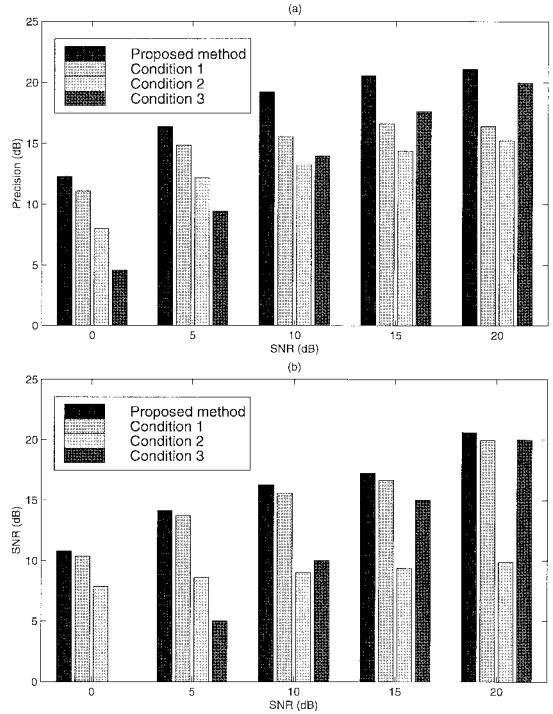 (a)
25
20
15
10
5
0
Precision (dB)
Proposed method
Condition 1
Condition 2
Condition 3
0 5 10 15 20
SNR (dB)
(b)
25
20
15
10
5
0
SNR (dB)
Proposed method
Condition 1
Condition 2
Condition 3
0 5 10 15 20
SNR (dB)